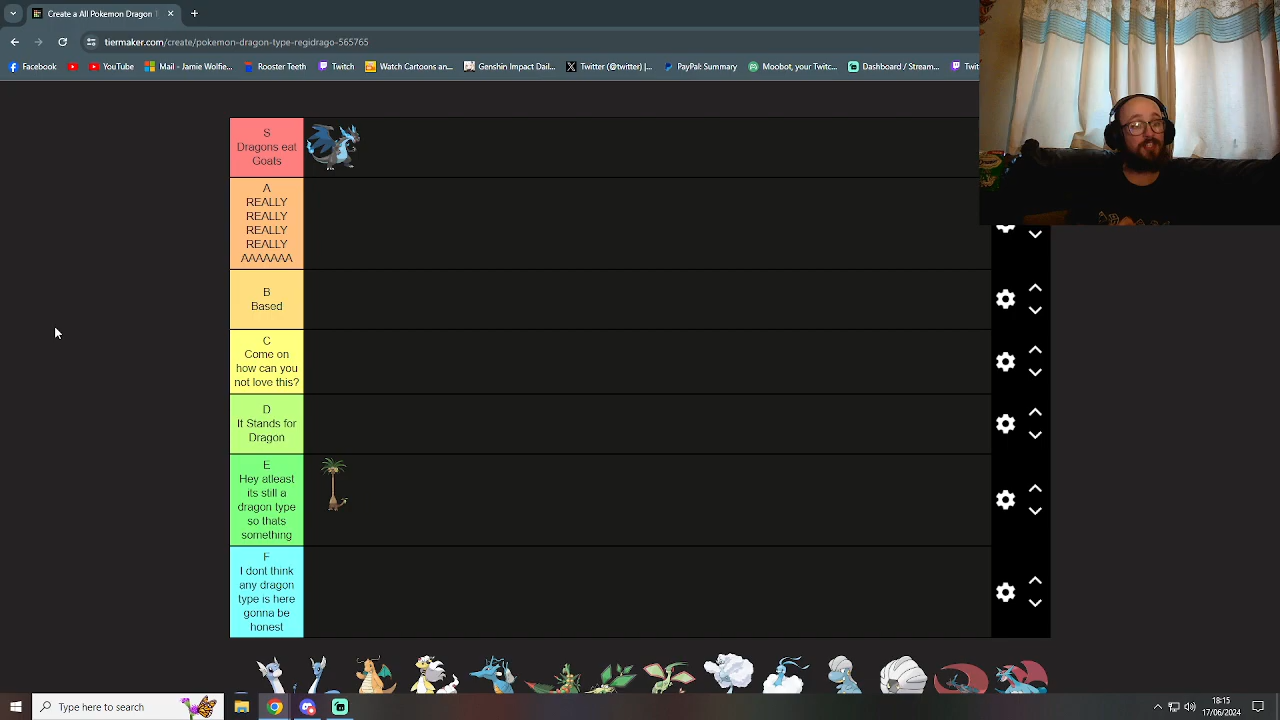 Create a All Pokemon Dragon T
tiermaker.com/create/pokemon-dragon-type-regidrago-565765
Facebook
YouTube
Mail - Jamie Wolfe...
Rooster Teeth
Twitch
Watch Cartoons an...
Genshin Impact Dail...
Twitter (@twitter) |...
PayPal Summary
Mod your Twitc...
Dashboard / Stream...
Twit
S
Dragons eat
Goats
A
REALLY
REALLY
REALLY
REALLY
AAAAAAA
B
Based
C
Come on
how can you
not love this?
D
It Stands for
Dragon
E
Hey atleast
its still a
dragon type
so thats
something
F
I dont think
any dragon
type is here
gonna be
honest
Type here to search
18:15
17/06/2024